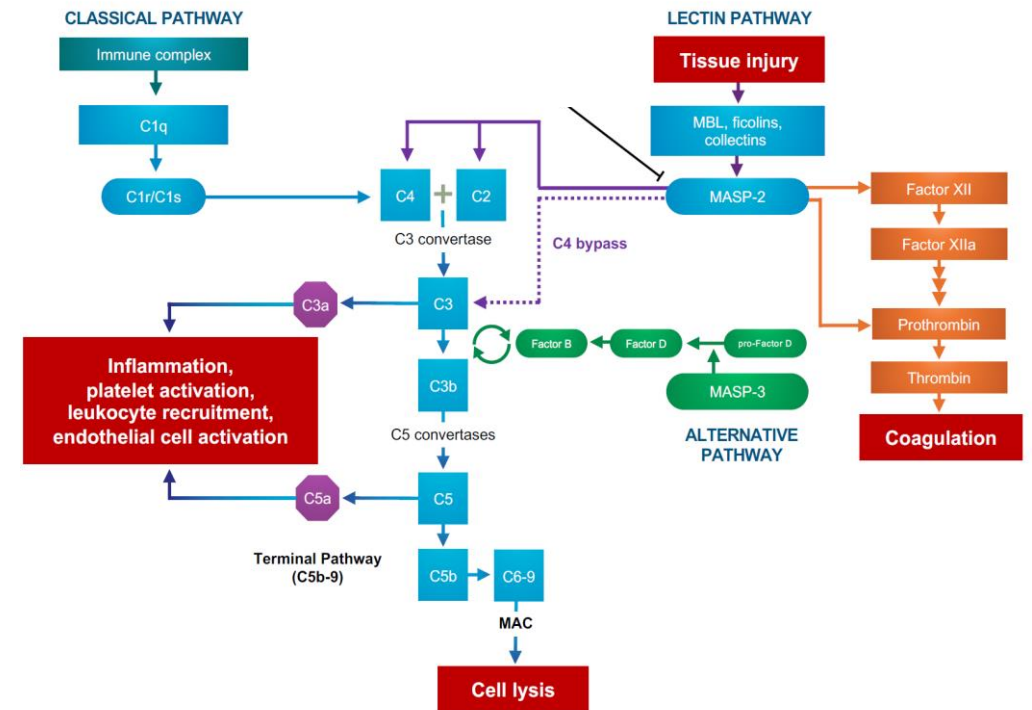 CLASSICAL PATHWAY
Immune complex
C1q
C1r/C1s
LECTIN PATHWAY
Tissue injury
MBL, ficolins,
collectins
MASP-2
C4
+
C2
C3 convertase
C4 bypass
C3
C3a
C3b
Factor B
Factor D
pro-Factor D
MASP-3
ALTERNATIVE
PATHWAY
Factor XII
Factor XIIa
Prothrombin
Thrombin
Coagulation
Inflammation,
platelet activation,
leukocyte recruitment,
endothelial cell activation
C5 convertases
C5
C5a
Terminal Pathway
(C5b-9)
C5b
C6-9
MAC
Cell lysis